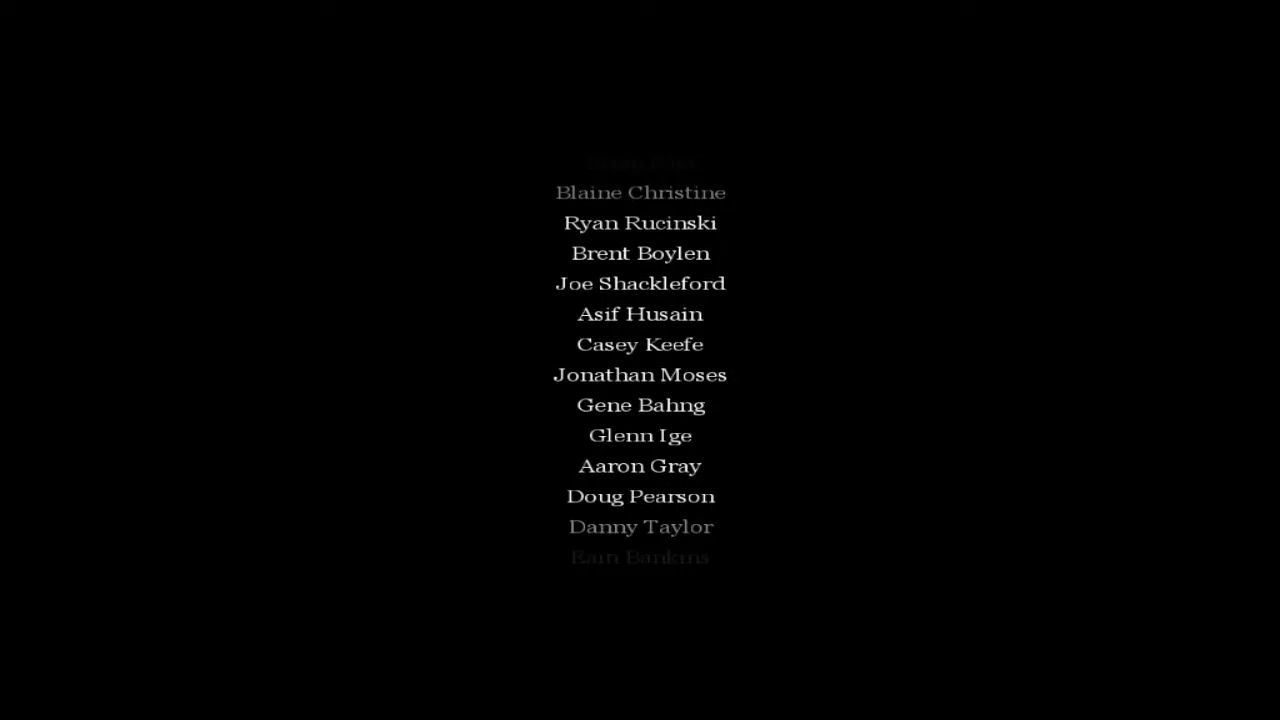 Blaine Christine
Ryan Rucinski
Brent Boylen
Joe Shackleford
Asif Husain
Casey Keefe
Jonathan Moses
Gene Bahng
Glenn Ige
Aaron Gray
Doug Pearson
Danny Taylor
Bankins